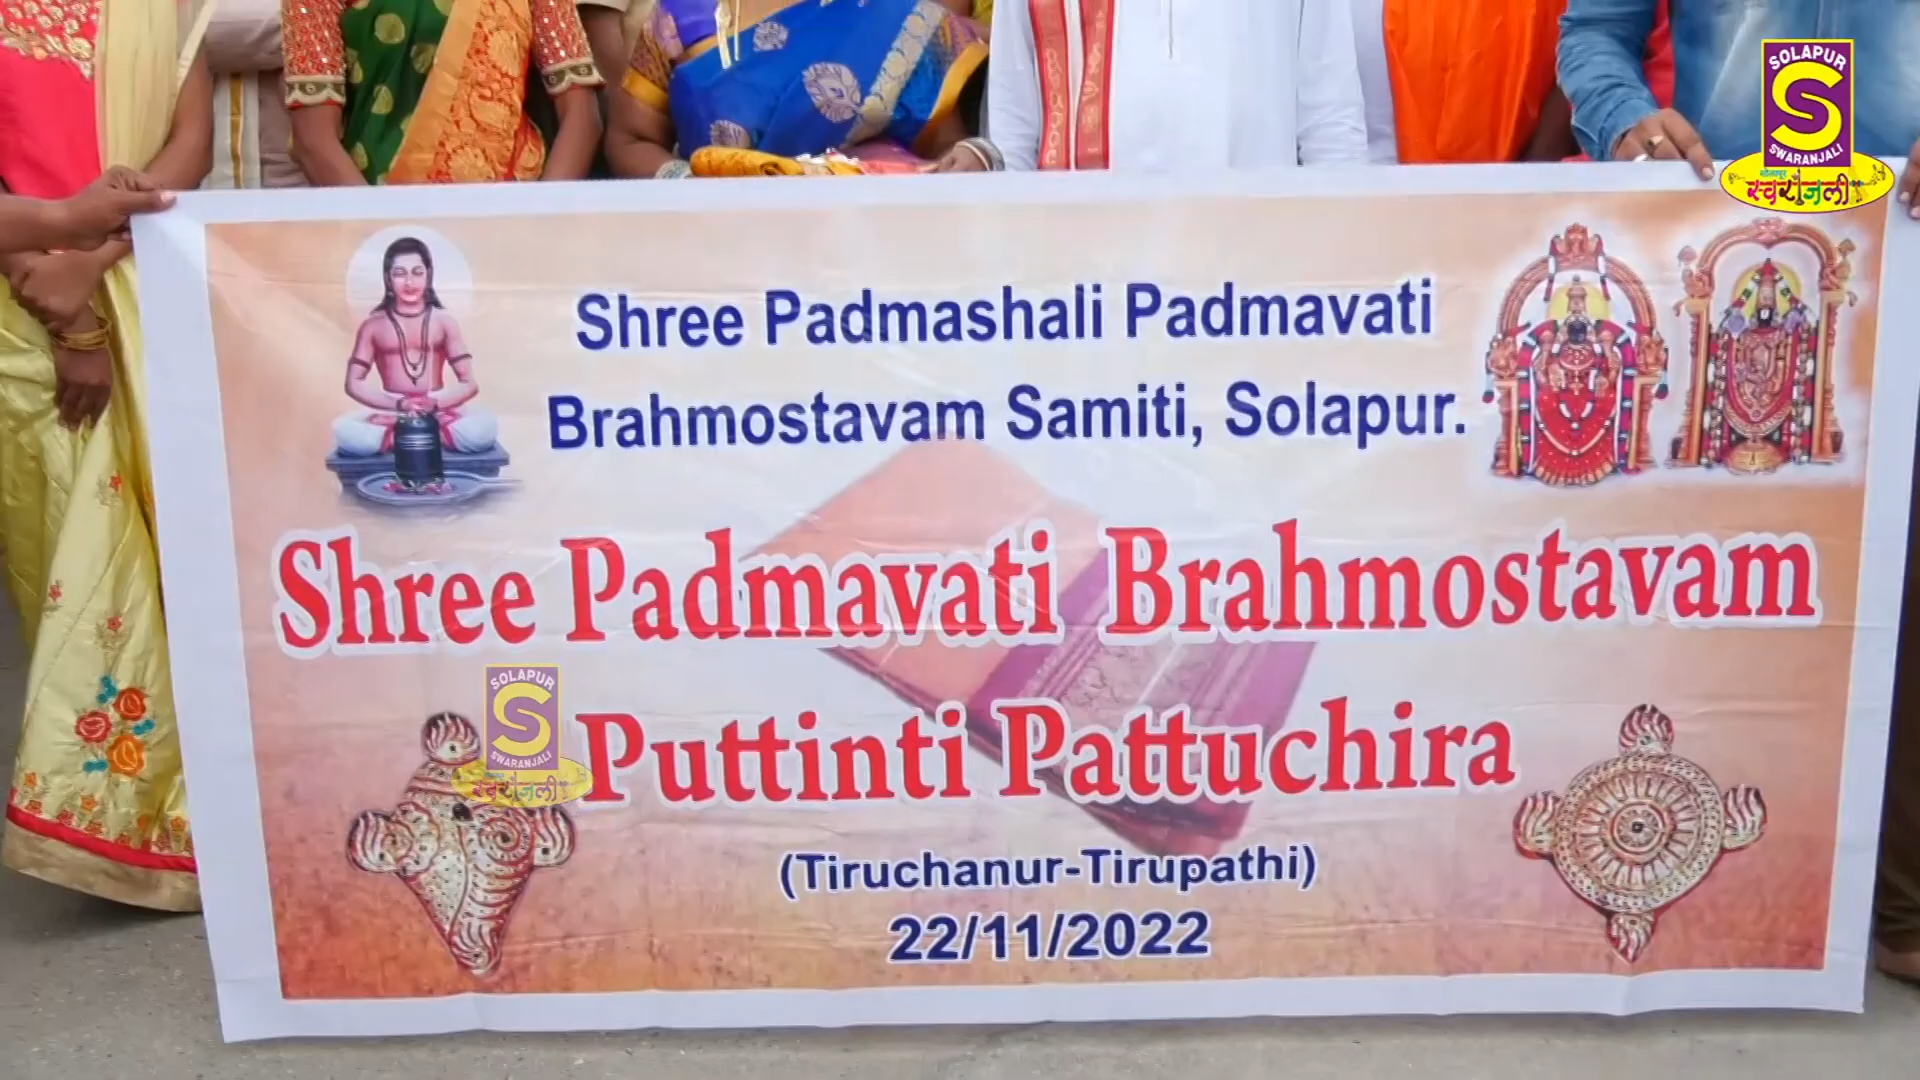 SOLAPUR
S
SWARANJALI
सोलापूर
स्वरांजली
Shree Padmashali Padmavati
Brahmostavam Samiti, Solapur.
Shree Padmavati Brahmostavam
SOLAPUR
S
SWARANJALI
स्वरांजली
Puttinti Pattuchira
(Tiruchanur-Tirupathi)
22/11/2022